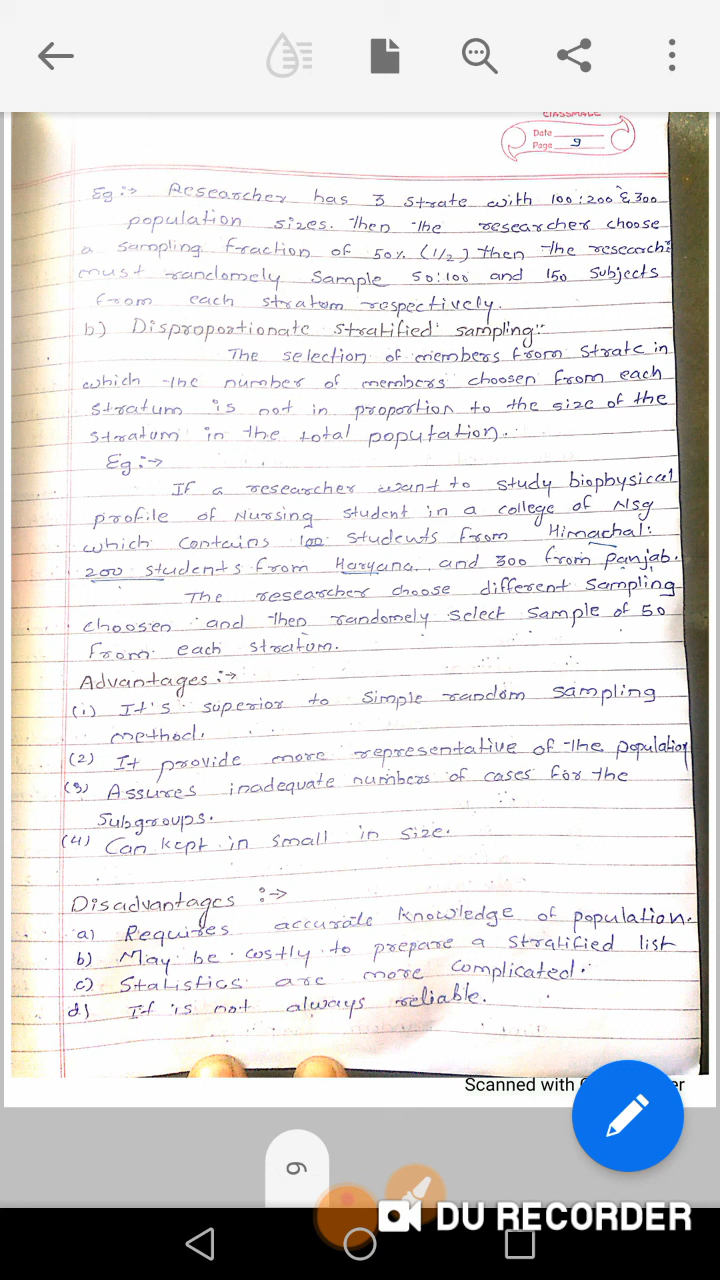 CLASSMATE
Date
Page 9
Eg:-> Researcher has 3 strate with 100:200 & 300
population sizes. Then the researcher choose
a sampling fraction of 50% (1/2) then the research
must randomely Sample 50:100 and 150 Subjects
from each stratum respectively.
b) Disproportionate stratified sampling:-
The selection of members from strate in
which the number of members choosen from each
stratum is not in proportion to the size of the
stratum in the total poputation.
Eg:->
If a researcher want to study biophysical
profile of Nursing student in a college of Nsg
which contains 100 students from Himachal:
200 students from Haryana, and 300 from Panjab.
The researcher choose different sampling
choosen and then randomely select sample of 50
from each stratum.
Advantages:->
(1) It's superior to simple random sampling
method.
(2) It provide more representative of the population
(3) Assures inadequate numbers of cases for the
Subgroups.
(4) Can kept in small in size.
Disadvantages :->
a) Requires accurate knowledge of population.
b) May be costly to prepare a stratified list
c) Statistics are more complicated.
d) It is not always reliable.
Scanned with
9
DU RECORDER